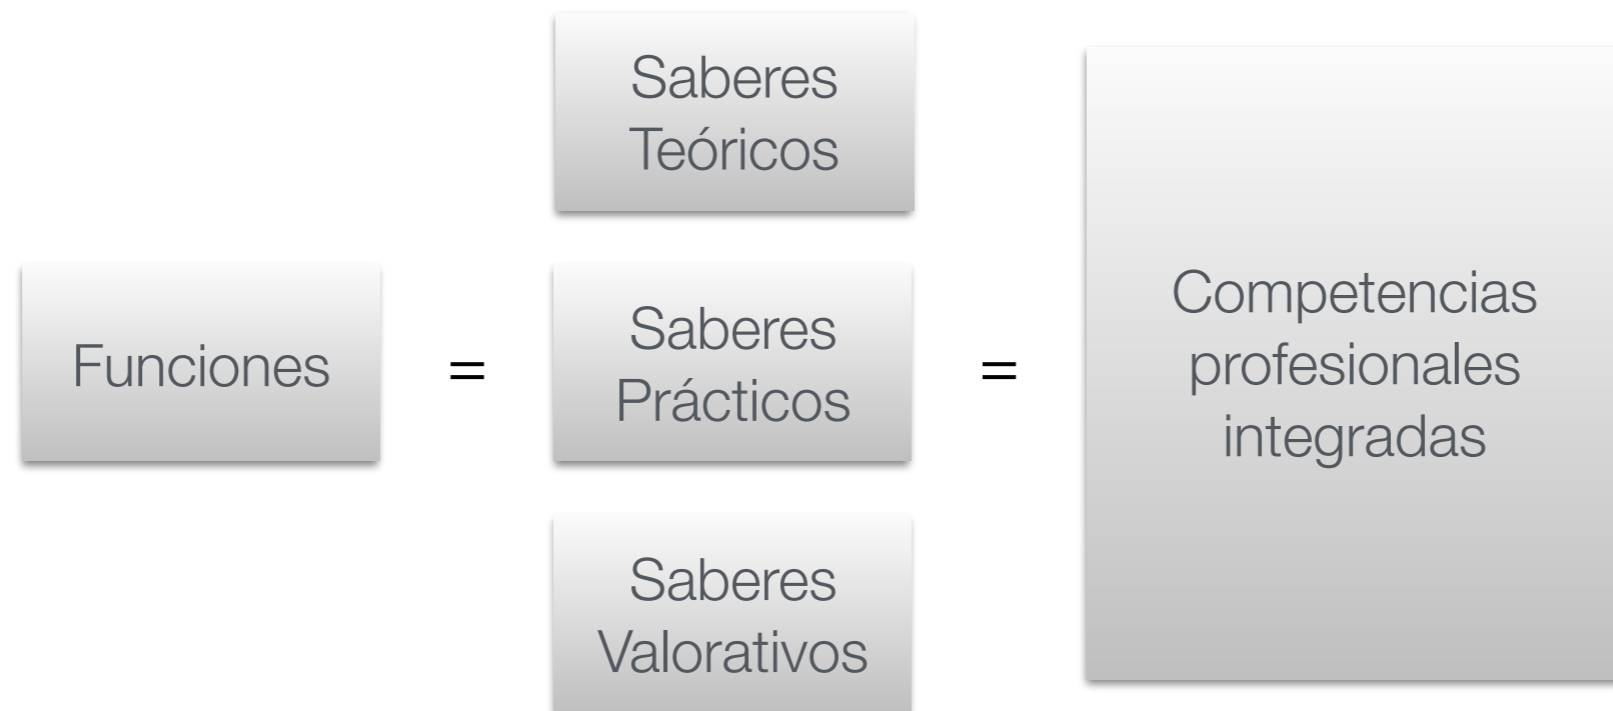 Funciones
=
Saberes
Teóricos
Saberes
Prácticos
Saberes
Valorativos
=
Competencias
profesionales
integradas